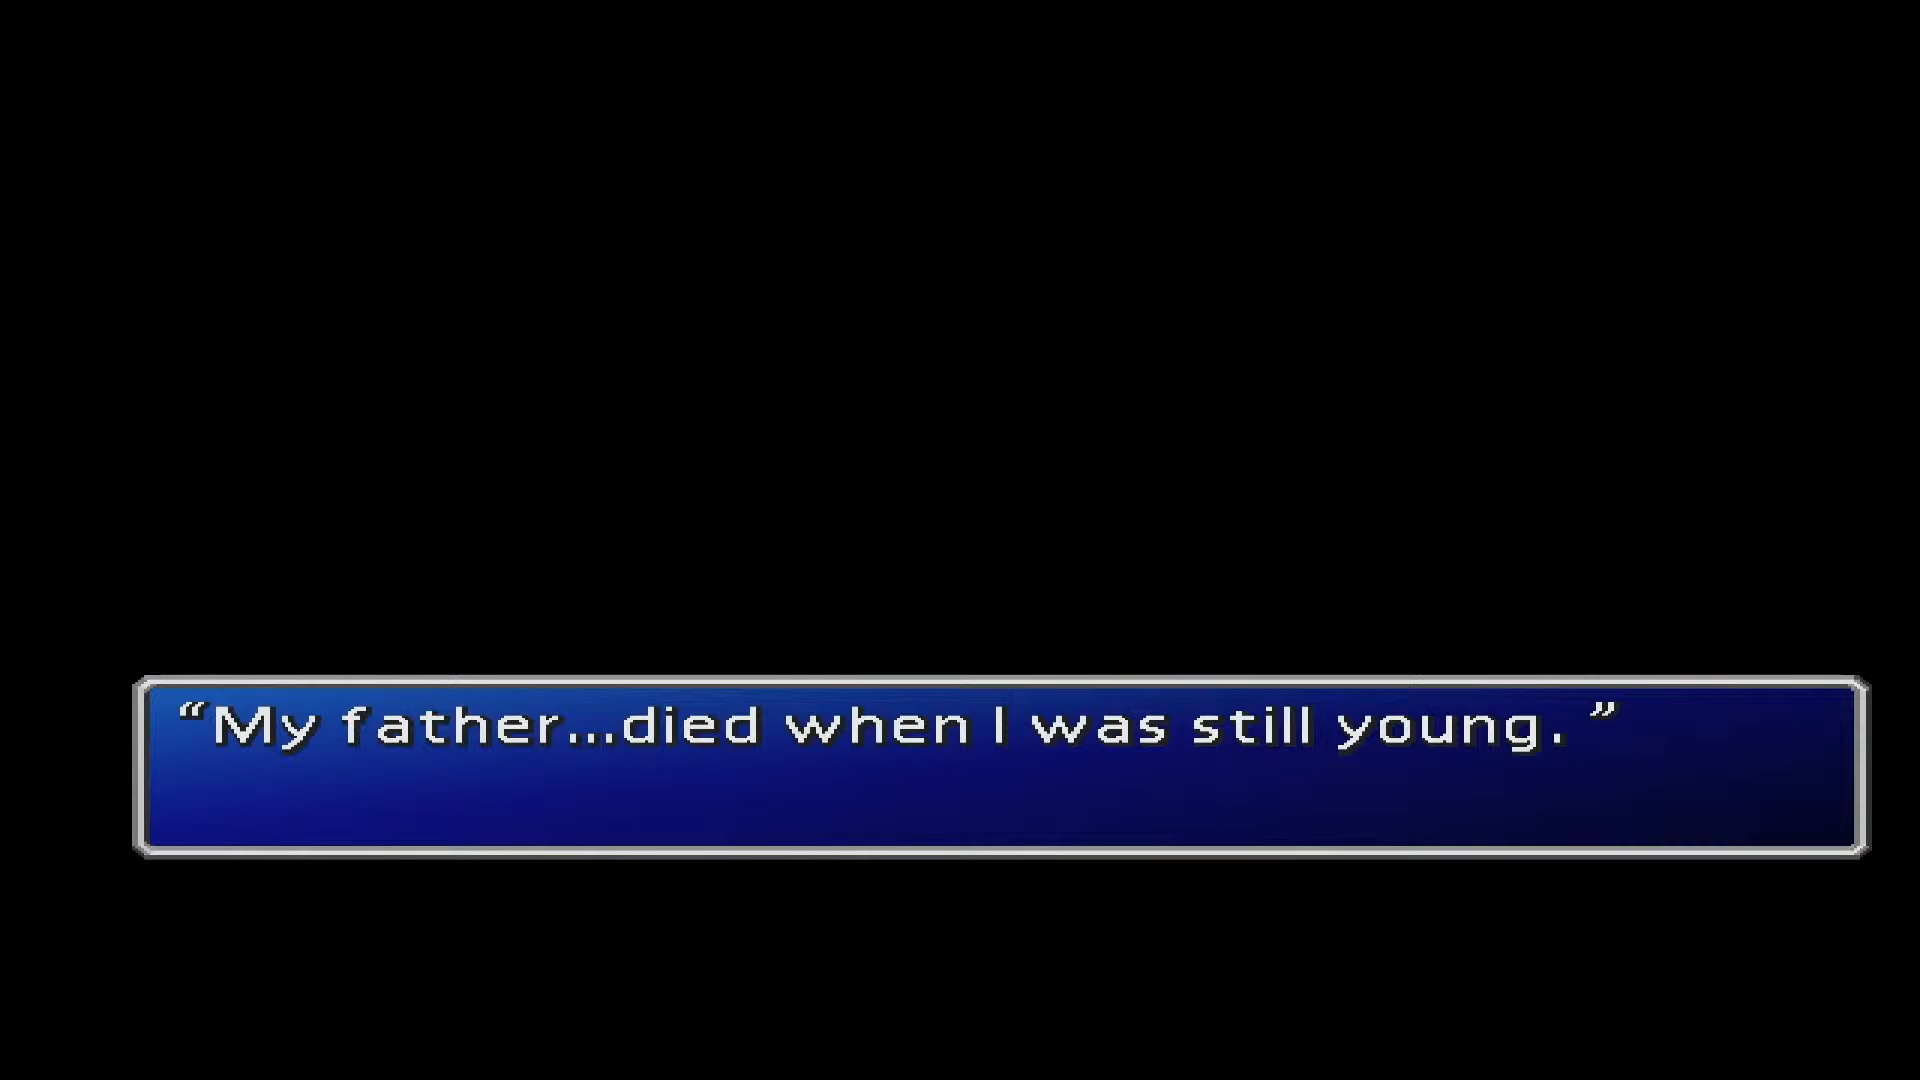 “My father...died when I was still young. ”